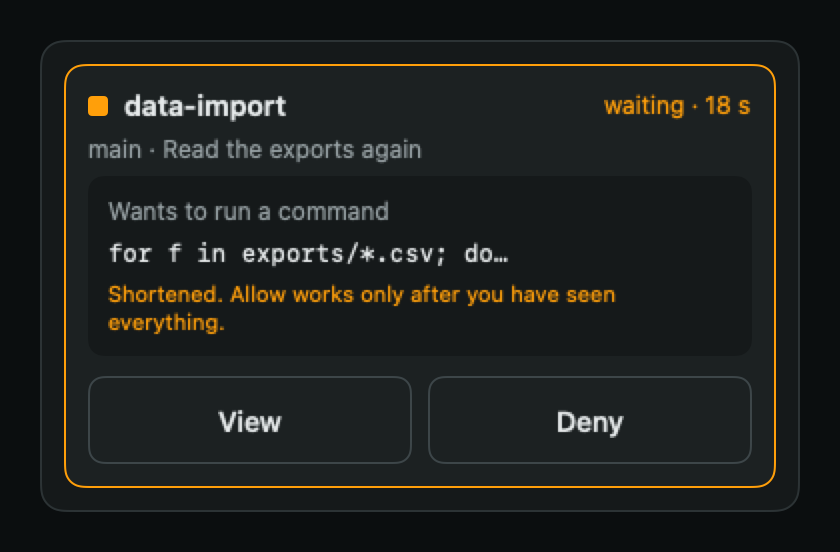 data-import
waiting · 18 s
main · Read the exports again
Wants to run a command
for f in exports/*.csv; do…
Shortened. Allow works only after you have seen
everything.
View
Deny